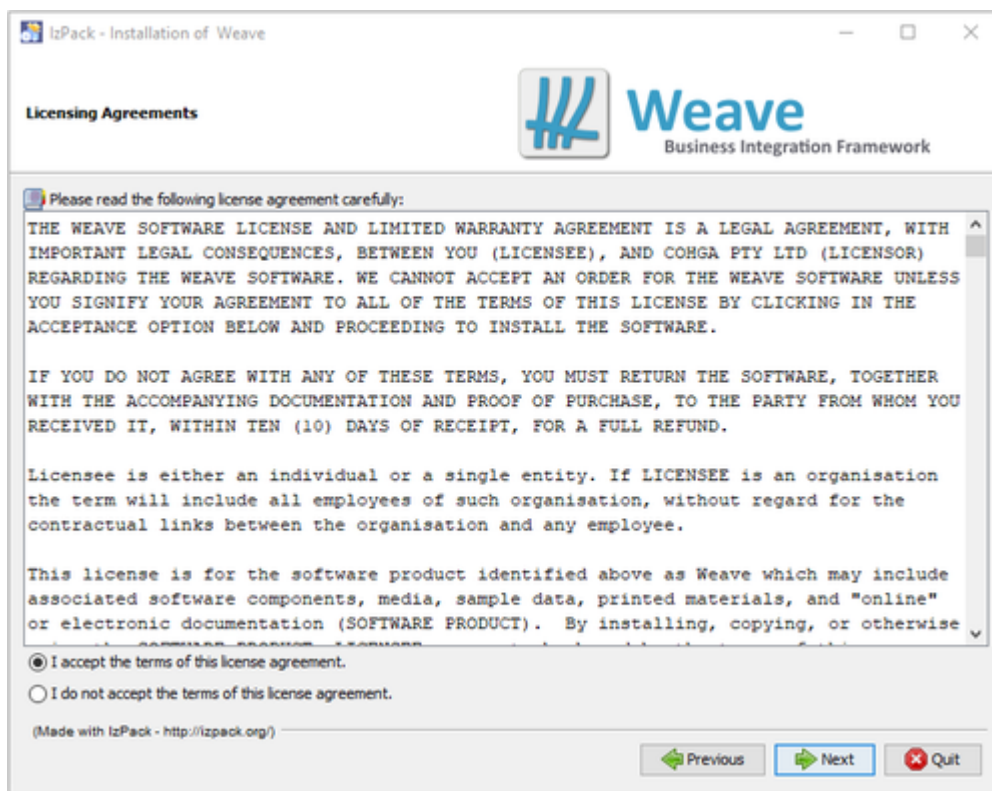 IzPack - Installation of Weave
Licensing Agreements
Weave
Business Integration Framework
Please read the following license agreement carefully:
THE WEAVE SOFTWARE LICENSE AND LIMITED WARRANTY AGREEMENT IS A LEGAL AGREEMENT, WITH
IMPORTANT LEGAL CONSEQUENCES, BETWEEN YOU (LICENSEE), AND COHGA PTY LTD (LICENSOR)
REGARDING THE WEAVE SOFTWARE. WE CANNOT ACCEPT AN ORDER FOR THE WEAVE SOFTWARE UNLESS
YOU SIGNIFY YOUR AGREEMENT TO ALL OF THE TERMS OF THIS LICENSE BY CLICKING IN THE
ACCEPTANCE OPTION BELOW AND PROCEEDING TO INSTALL THE SOFTWARE.
IF YOU DO NOT AGREE WITH ANY OF THESE TERMS, YOU MUST RETURN THE SOFTWARE, TOGETHER
WITH THE ACCOMPANYING DOCUMENTATION AND PROOF OF PURCHASE, TO THE PARTY FROM WHOM YOU
RECEIVED IT, WITHIN TEN (10) DAYS OF RECEIPT, FOR A FULL REFUND.
Licensee is either an individual or a single entity. If LICENSEE is an organisation
the term will include all employees of such organisation, without regard for the
contractual links between the organisation and any employee.
This license is for the software product identified above as Weave which may include
associated software components, media, sample data, printed materials, and "online"
or electronic documentation (SOFTWARE PRODUCT).  By installing, copying, or otherwise
I accept the terms of this license agreement.
I do not accept the terms of this license agreement.
(Made with IzPack - http://izpack.org/)
Previous
Next
Quit